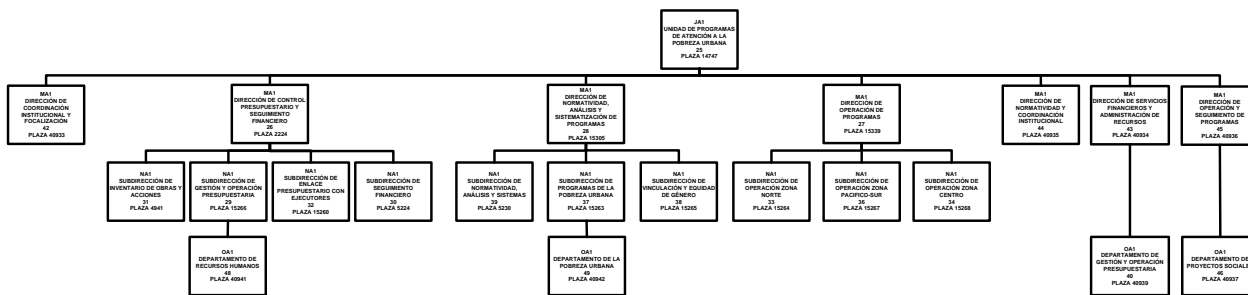 JA1
UNIDAD DE PROGRAMAS
DE ATENCIÓN A LA
POBREZA URBANA
25
PLAZA 14747
MA1
DIRECCIÓN DE
COORDINACIÓN
INSTITUCIONAL Y
FOCALIZACIÓN
42
PLAZA 40933
MA1
DIRECCIÓN DE CONTROL
PRESUPUESTARIO Y
SEGUIMIENTO
FINANCIERO
26
PLAZA 2224
MA1
DIRECCIÓN DE
NORMATIVIDAD,
ANÁLISIS Y
SISTEMATIZACIÓN DE
PROGRAMAS
28
PLAZA 15305
MA1
DIRECCIÓN DE
OPERACIÓN DE
PROGRAMAS
27
PLAZA 15339
MA1
DIRECCIÓN DE
NORMATIVIDAD Y
COORDINACIÓN
INSTITUCIONAL
44
PLAZA 40935
MA1
DIRECCIÓN DE SERVICIOS
FINANCIEROS Y
ADMINISTRACIÓN DE
RECURSOS
43
PLAZA 40934
MA1
DIRECCIÓN DE
OPERACIÓN Y
SEGUIMIENTO DE
PROGRAMAS
45
PLAZA 40936
NA1
SUBDIRECCIÓN DE
INVENTARIO DE OBRAS Y
ACCIONES
31
PLAZA 4941
NA1
SUBDIRECCIÓN DE
GESTIÓN Y OPERACIÓN
PRESUPUESTARIA
29
PLAZA 15266
NA1
SUBDIRECCIÓN DE
ENLACE
PRESUPUESTARIO CON
EJECUTORES
32
PLAZA 15260
NA1
SUBDIRECCIÓN DE
SEGUIMIENTO
FINANCIERO
30
PLAZA 5224
NA1
SUBDIRECCIÓN DE
NORMATIVIDAD,
ANÁLISIS Y SISTEMAS
39
PLAZA 5230
NA1
SUBDIRECCIÓN DE
PROGRAMAS DE LA
POBREZA URBANA
37
PLAZA 15263
NA1
SUBDIRECCIÓN DE
VINCULACIÓN Y EQUIDAD
DE GÉNERO
38
PLAZA 15265
NA1
SUBDIRECCIÓN DE
OPERACIÓN ZONA
NORTE
33
PLAZA 15264
NA1
SUBDIRECCIÓN DE
OPERACIÓN ZONA
PACIFICO-SUR
36
PLAZA 15267
NA1
SUBDIRECCIÓN DE
OPERACIÓN ZONA
CENTRO
34
PLAZA 15268
OA1
DEPARTAMENTO DE
RECURSOS HUMANOS
48
PLAZA 40941
OA1
DEPARTAMENTO DE LA
POBREZA URBANA
49
PLAZA 40942
OA1
DEPARTAMENTO DE
GESTIÓN Y OPERACIÓN
PRESUPUESTARIA
40
PLAZA 40939
OA1
DEPARTAMENTO DE
PROYECTOS SOCIALES
46
PLAZA 40937